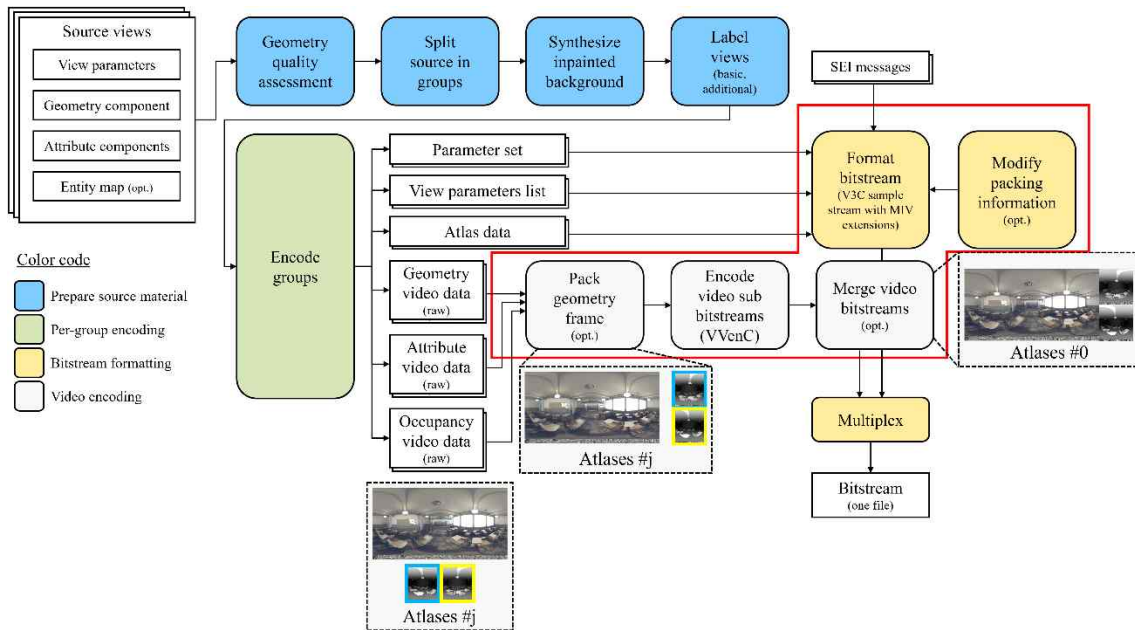 Source views
View parameters
Geometry component
Attribute components
Entity map (opt.)
Geometry
quality
assessment
Split
source in
groups
Synthesize
inpainted
background
Label
views
(basic,
additional)
SEI messages
Color code
Prepare source material
Per-group encoding
Bitstream formatting
Video encoding
Encode
groups
Parameter set
View parameters list
Atlas data
Geometry
video data
(raw)
Attribute
video data
(raw)
Occupancy
video data
(raw)
Format
bitstream
(V3C sample
stream with MIV
extensions)
Modify
packing
information
(opt.)
Pack
geometry
frame
(opt.)
Encode
video sub
bitstreams
(VVenC)
Merge video
bitstreams
(opt.)
Atlases #0
Atlases #j
Atlases #j
Multiplex
Bitstream
(one file)